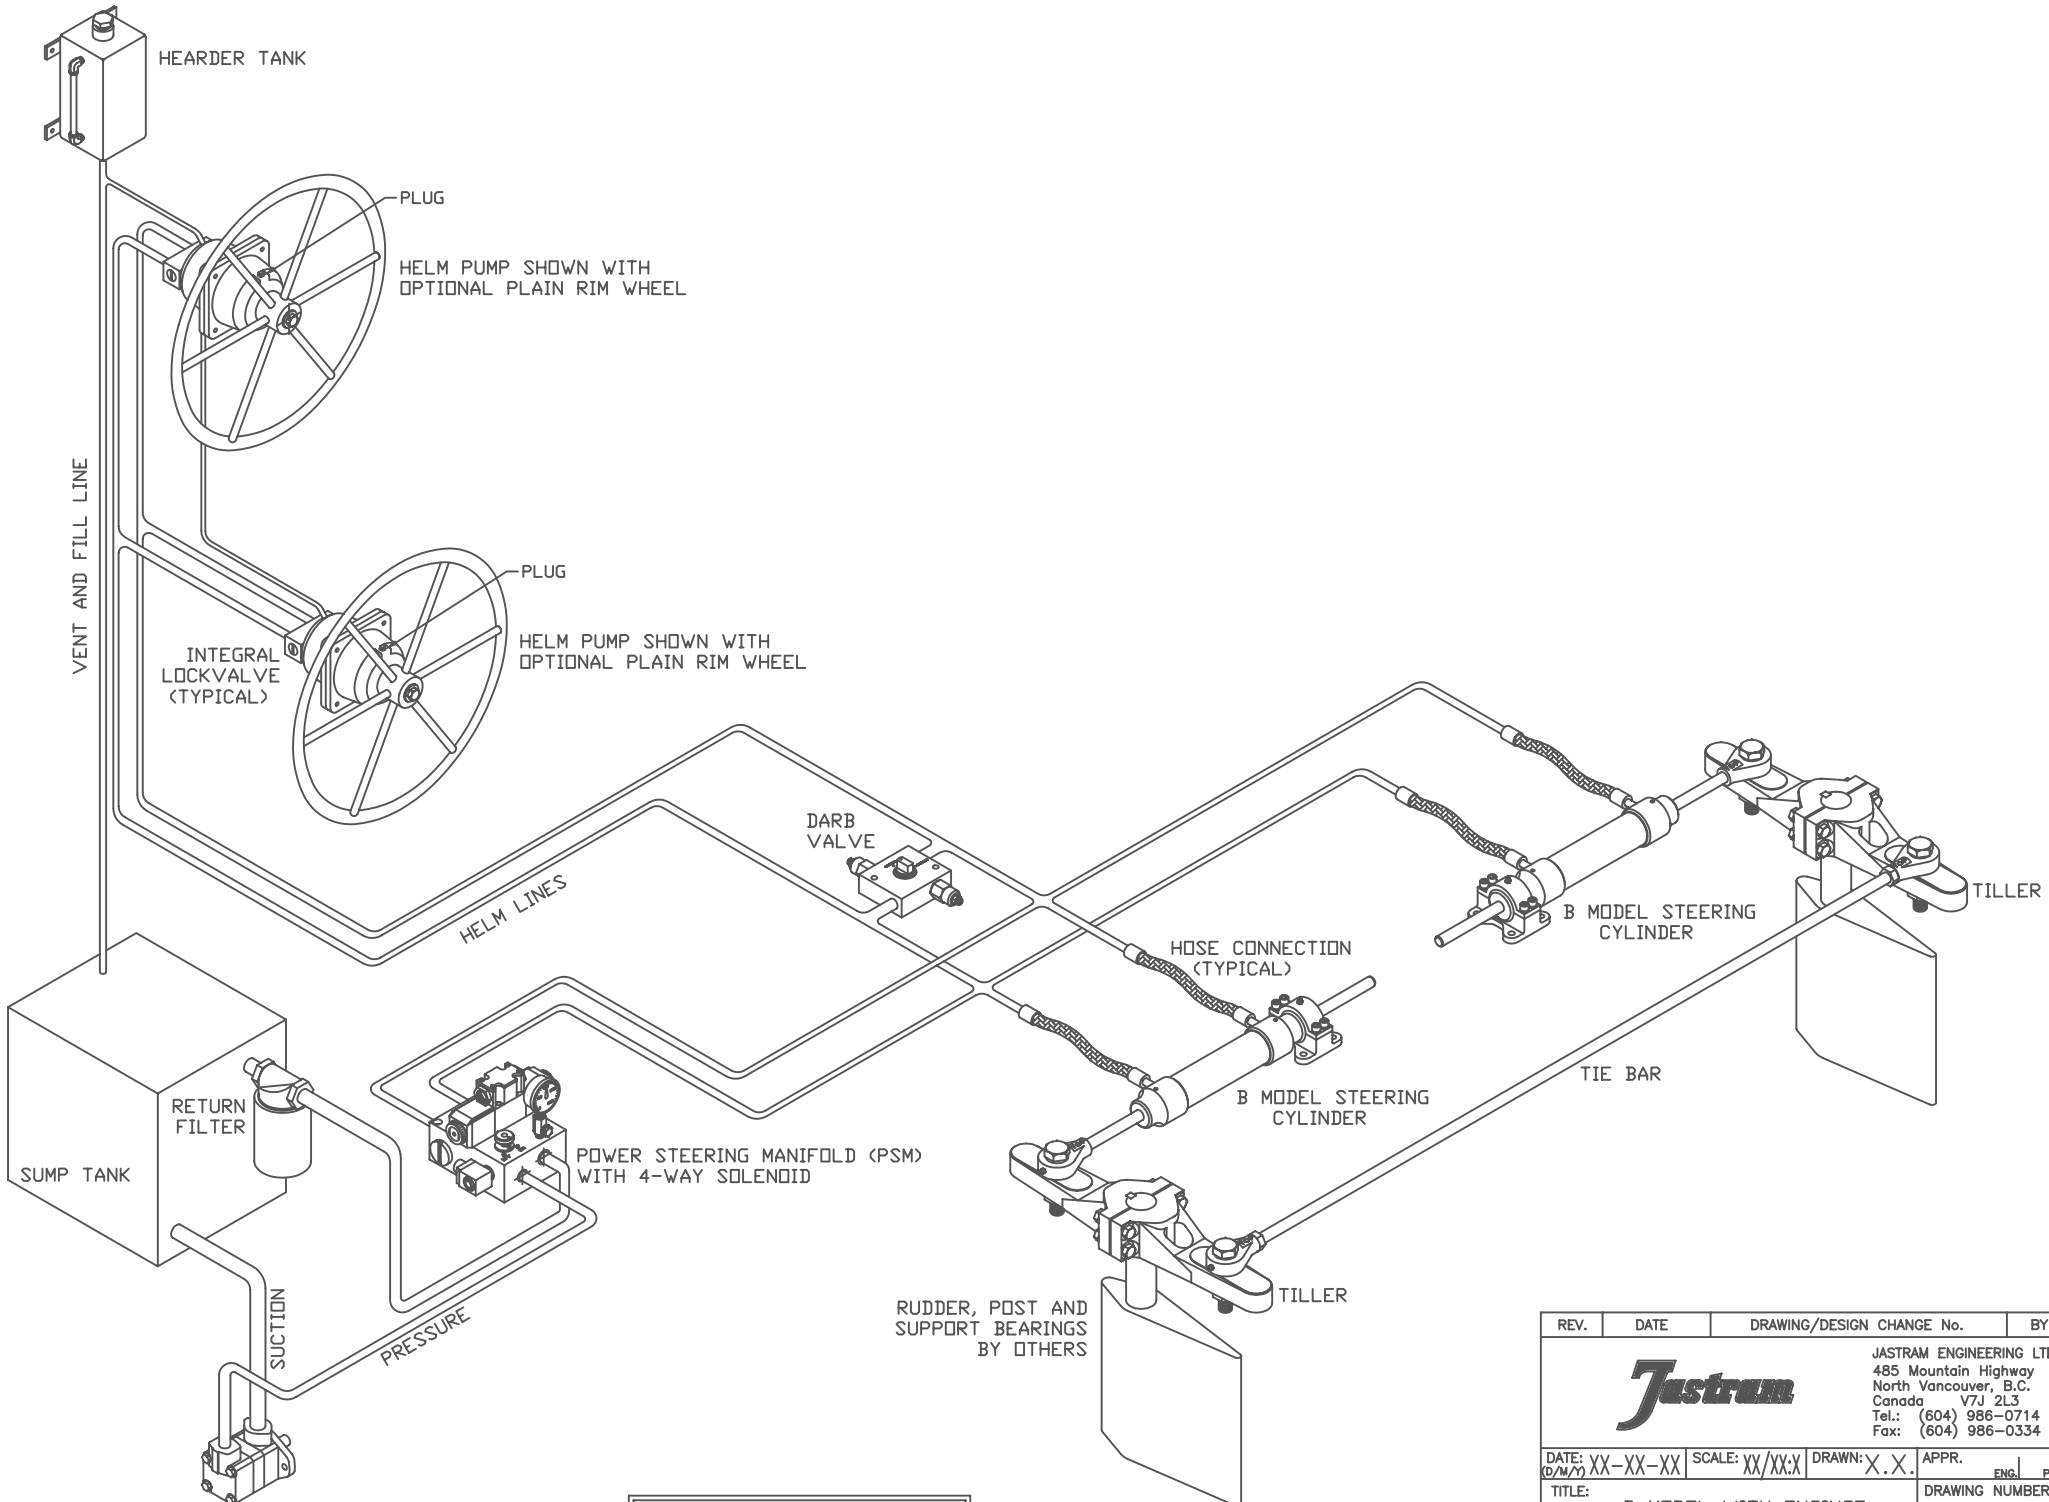 HEARDER TANK
PLUG
HELM PUMP SHOWN WITH
OPTIONAL PLAIN RIM WHEEL
VENT AND FILL LINE
PLUG
HELM PUMP SHOWN WITH
OPTIONAL PLAIN RIM WHEEL
INTEGRAL
LOCKVALVE
(TYPICAL)
DARB
VALVE
HELM LINES
TILLER
B MODEL STEERING
CYLINDER
HOSE CONNECTION
(TYPICAL)
TIE BAR
B MODEL STEERING
CYLINDER
RETURN
FILTER
SUMP TANK
POWER STEERING MANIFOLD (PSM)
WITH 4-WAY SOLENOID
SUCTION
PRESSURE
TILLER
RUDDER, POST AND
SUPPORT BEARINGS
BY OTHERS
REV. DATE DRAWING/DESIGN CHANGE No. BY
Jastram
JASTRAM ENGINEERING
485 Mountain Highway
North Vancouver, B.C.
Canada V7J 2L3
Tel.: (604) 986-0714
Fax: (604) 986-0334
DATE: XX-XX-XX SCALE: XX/XX:X DRAWN: X.X. APPR.
(D/M/Y) ENG.
TITLE: DRAWING NUMBER